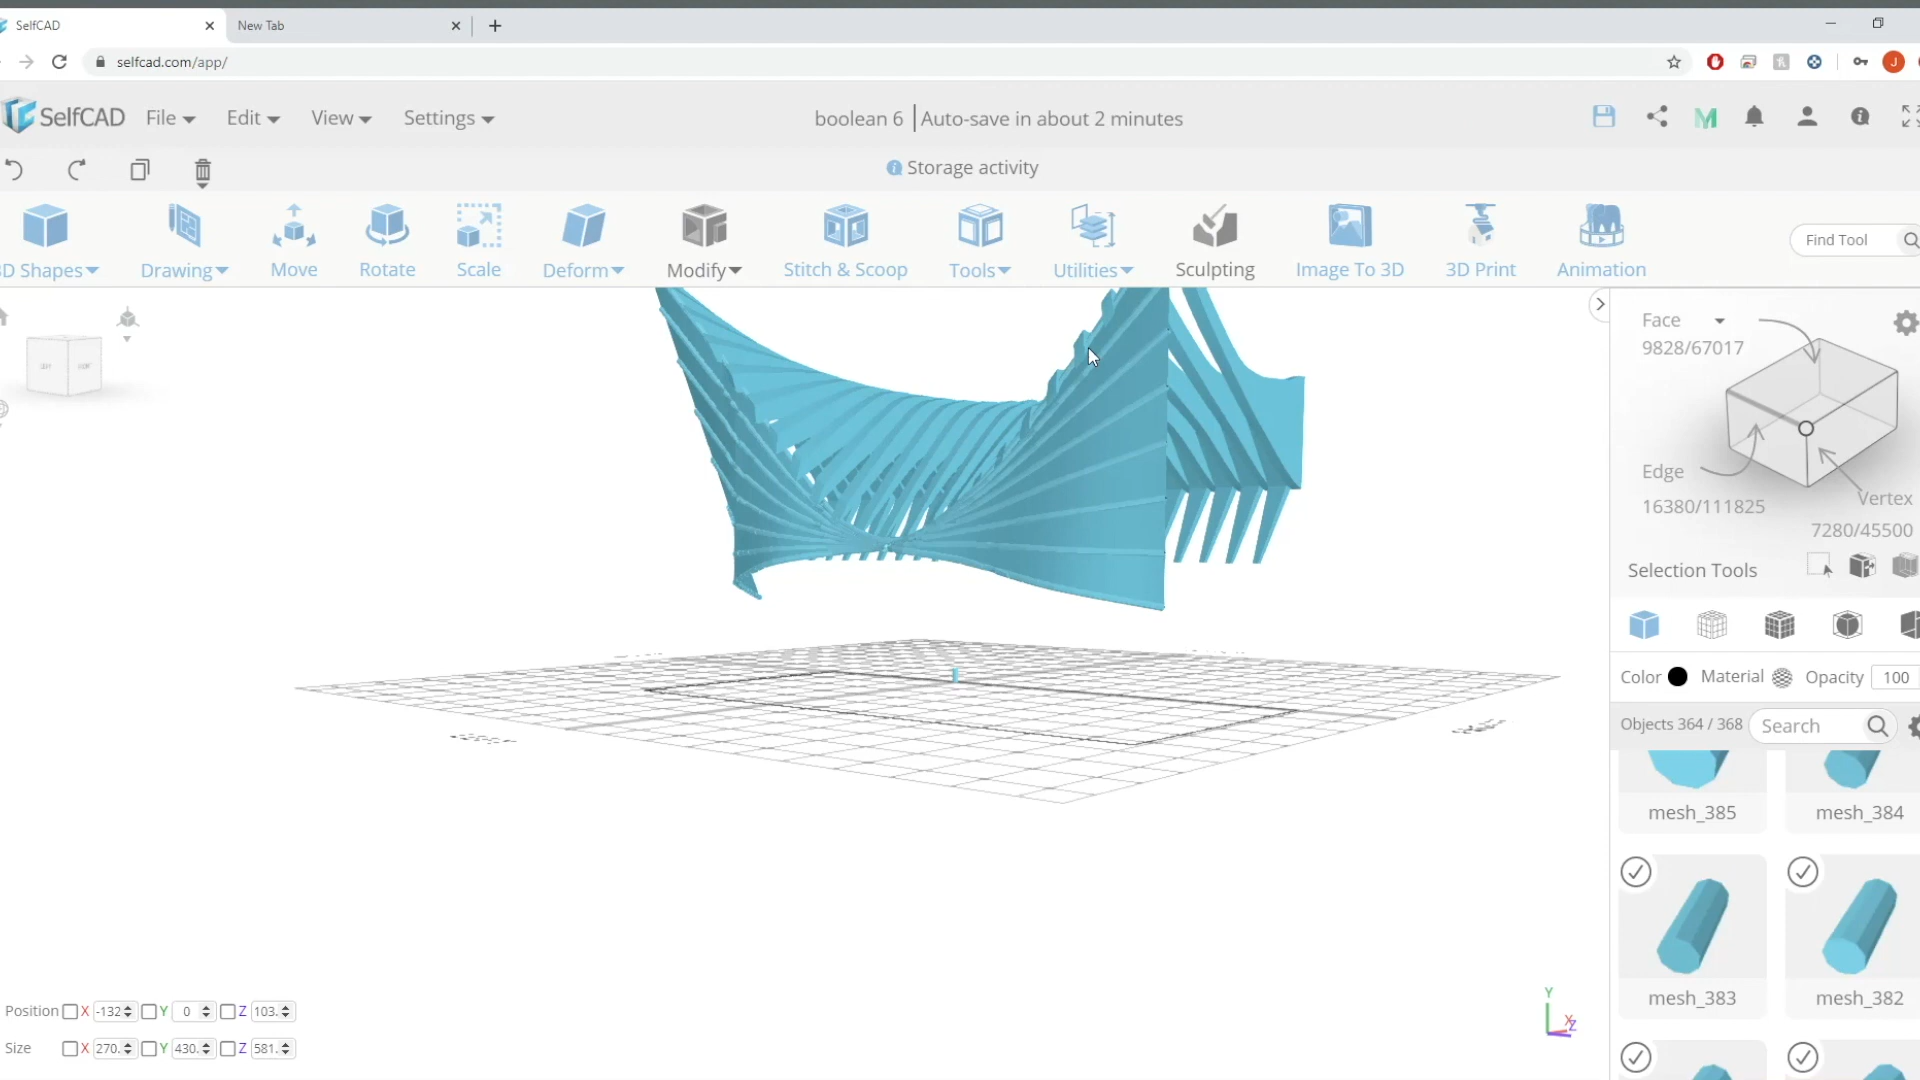 SelfCAD
New Tab
selfcad.com/app/
J
SelfCAD
File
Edit
View
Settings
boolean 6 | Auto-save in about 2 minutes
Storage activity
3D Shapes
Drawing
Move
Rotate
Scale
Deform
Modify
Stitch & Scoop
Tools
Utilities
Sculpting
Image To 3D
3D Print
Animation
Find Tool
Face
9828/67017
Edge
16380/111825
Vertex
7280/45500
Selection Tools
Color
Material
Opacity
100
Objects 364 / 368
Search
mesh_385
mesh_384
mesh_383
mesh_382
Position X -132 Y 0 Z 103.
Size X 270. Y 430. Z 581.
Y
X
Z